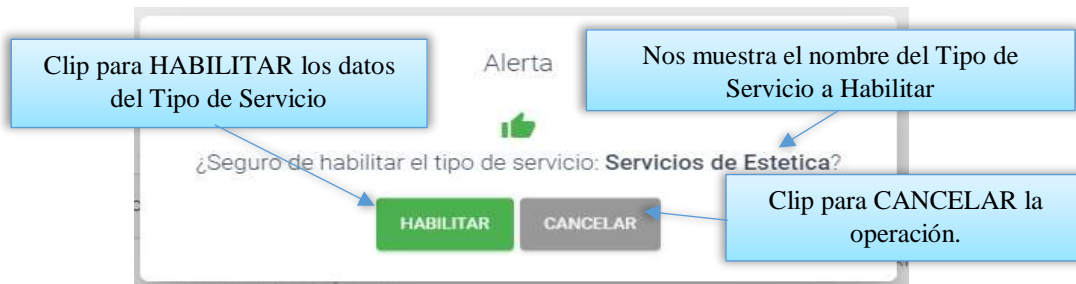 Clip para HABILITAR los datos
del Tipo de Servicio
Alerta
Nos muestra el nombre del Tipo de
Servicio a Habilitar
¿Seguro de habilitar el tipo de servicio: Servicios de Estetica?
HABILITAR
CANCELAR
Clip para CANCELAR la
operación.